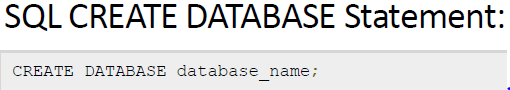 SQL CREATE DATABASE Statement:
CREATE DATABASE database_name;